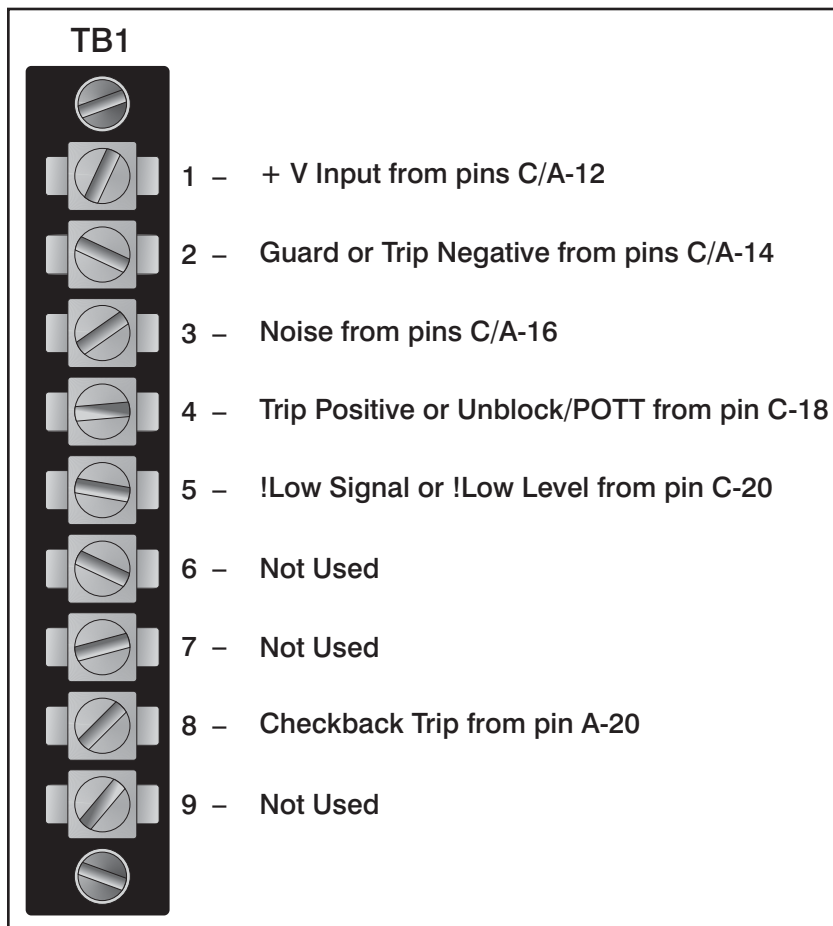 TB1
1 – + V Input from pins C/A-12
2 – Guard or Trip Negative from pins C/A-14
3 – Noise from pins C/A-16
4 – Trip Positive or Unblock/POTT from pin C-18
5 – !Low Signal or !Low Level from pin C-20
6 – Not Used
7 – Not Used
8 – Checkback Trip from pin A-20
9 – Not Used